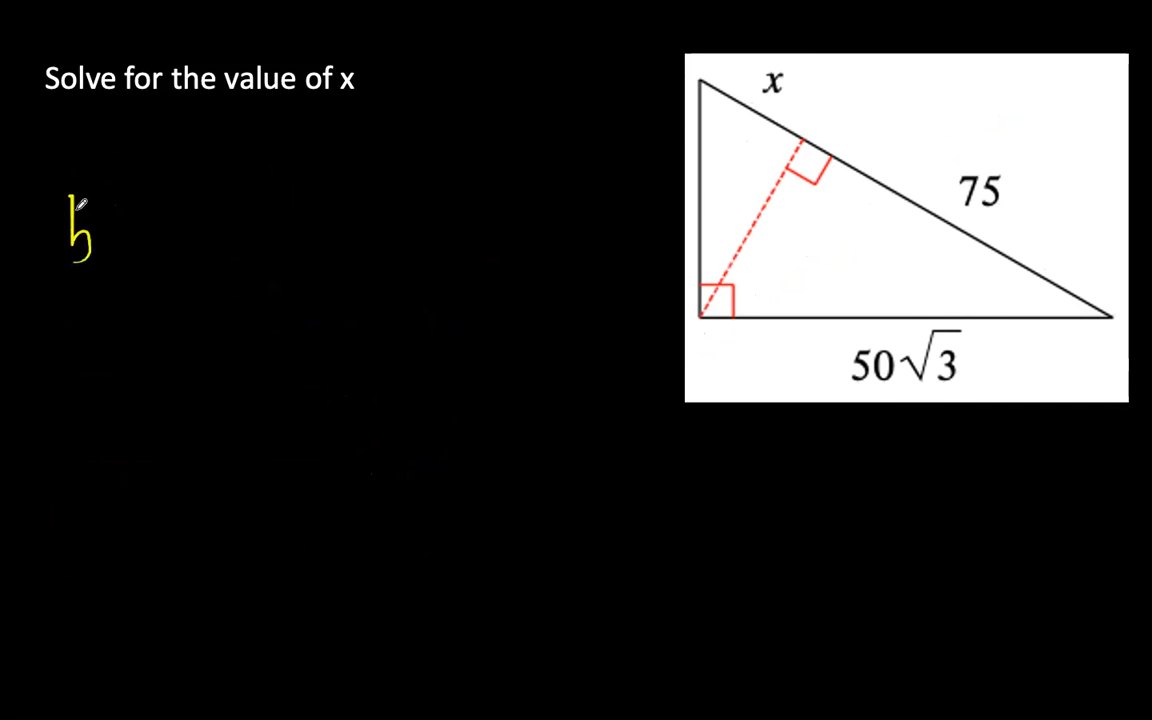 Solve for the value of x
x
75
50√3